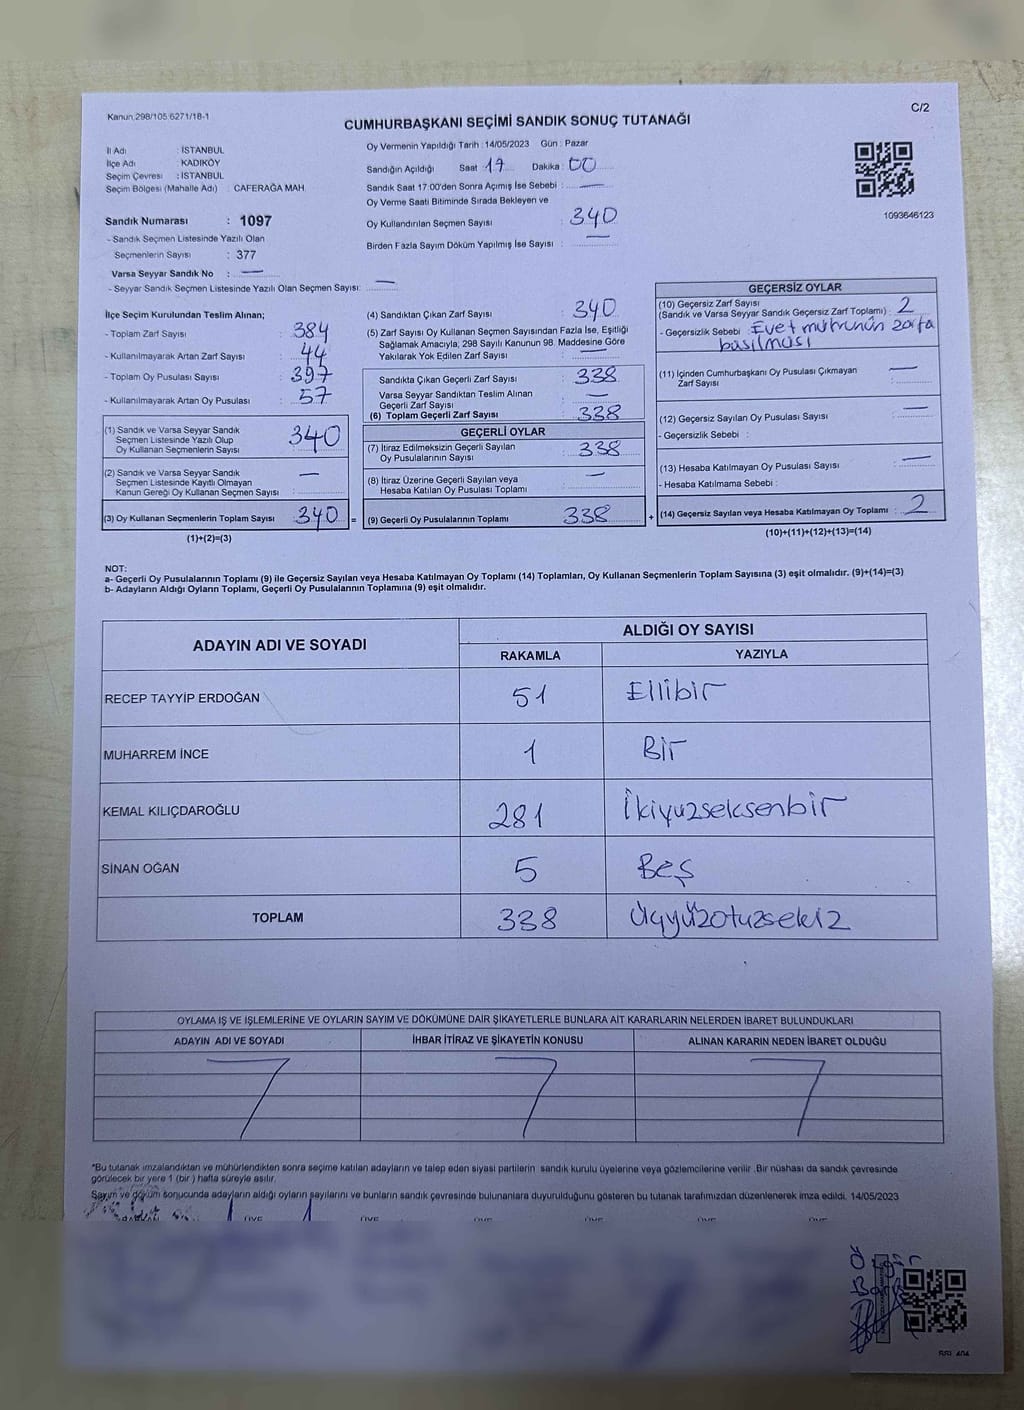 Kanun,298/105 6271/18-1
C/2
CUMHURBAŞKANI SEÇİMİ SANDIK SONUÇ TUTANAĞI
İl Adı : İSTANBUL
İlçe Adı : KADIKÖY
Seçim Çevresi : İSTANBUL
Seçim Bölgesi (Mahalle Adı) : CAFERAĞA MAH.
Sandık Numarası : 1097
- Sandık Seçmen Listesinde Yazılı Olan
Seçmenlerin Sayısı : 377
Varsa Seyyar Sandık No : —
- Seyyar Sandık Seçmen Listesinde Yazılı Olan Seçmen Sayısı: —
Oy Vermenin Yapıldığı Tarih : 14/05/2023 Gün : Pazar
Sandığın Açıldığı Saat 17 Dakika : 00
Sandık Saat 17:00'den Sonra Açımış İse Sebebi : —
Oy Verme Saati Bitiminde Sırada Bekleyen ve
Oy Kullandırılan Seçmen Sayısı : 340
Birden Fazla Sayım Döküm Yapılmış İse Sayısı : —
1093646123
İlçe Seçim Kurulundan Teslim Alınan;
- Toplam Zarf Sayısı : 384
- Kullanılmayarak Artan Zarf Sayısı : 44
- Toplam Oy Pusulası Sayısı : 397
- Kullanılmayarak Artan Oy Pusulası : 57
(1) Sandık ve Varsa Seyyar Sandık
Seçmen Listesinde Yazılı Olup
Oy Kullanan Seçmenlerin Sayısı : 340
(2) Sandık ve Varsa Seyyar Sandık
Seçmen Listesinde Kayıtlı Olmayan
Kanun Gereği Oy Kullanan Seçmen Sayısı : —
(3) Oy Kullanan Seçmenlerin Toplam Sayısı : 340 =
(1)+(2)=(3)
(4) Sandıktan Çıkan Zarf Sayısı : 340
(5) Zarf Sayısı Oy Kullanan Seçmen Sayısından Fazla İse, Eşitliği
Sağlamak Amacıyla, 298 Sayılı Kanunun 98. Maddesine Göre
Yakılarak Yok Edilen Zarf Sayısı : —
Sandıkta Çıkan Geçerli Zarf Sayısı : 338
Varsa Seyyar Sandıktan Teslim Alınan
Geçerli Zarf Sayısı : —
(6) Toplam Geçerli Zarf Sayısı : 338
GEÇERLİ OYLAR
(7) İtiraz Edilmeksizin Geçerli Sayılan
Oy Pusulalarının Sayısı : 338
(8) İtiraz Üzerine Geçerli Sayılan veya
Hesaba Katılan Oy Pusulası Toplamı : —
(9) Geçerli Oy Pusulalarının Toplamı : 338 +
GEÇERSİZ OYLAR
(10) Geçersiz Zarf Sayısı
(Sandık ve Varsa Seyyar Sandık Geçersiz Zarf Toplamı) : 2
- Geçersizlik Sebebi : Evet mührünün zarfa
basılması
(11) İçinden Cumhurbaşkanı Oy Pusulası Çıkmayan
Zarf Sayısı : —
(12) Geçersiz Sayılan Oy Pusulası Sayısı : —
- Geçersizlik Sebebi :
(13) Hesaba Katılmayan Oy Pusulası Sayısı : —
- Hesaba Katılmama Sebebi :
(14) Geçersiz Sayılan veya Hesaba Katılmayan Oy Toplamı : 2
(10)+(11)+(12)+(13)=(14)
NOT:
a- Geçerli Oy Pusulalarının Toplamı (9) ile Geçersiz Sayılan veya Hesaba Katılmayan Oy Toplamı (14) Toplamları, Oy Kullanan Seçmenlerin Toplam Sayısına (3) eşit olmalıdır. (9)+(14)=(3)
b- Adayların Aldığı Oyların Toplamı, Geçerli Oy Pusulalarının Toplamına (9) eşit olmalıdır.
ADAYIN ADI VE SOYADI
ALDIĞI OY SAYISI
RAKAMLA YAZIYLA
RECEP TAYYİP ERDOĞAN 51 Ellibir
MUHARREM İNCE 1 Bir
KEMAL KILIÇDAROĞLU 281 İkiyüzseksenbir
SİNAN OĞAN 5 Beş
TOPLAM 338 Üçyüzotuzsekiz
OYLAMA İŞ VE İŞLEMLERİNE VE OYLARIN SAYIM VE DÖKÜMÜNE DAİR ŞİKAYETLERLE BUNLARA AİT KARARLARIN NELERDEN İBARET BULUNDUKLARI
ADAYIN ADI VE SOYADI İHBAR İTİRAZ VE ŞİKAYETİN KONUSU ALINAN KARARIN NEDEN İBARET OLDUĞU
*Bu tutanak imzalandıktan ve mühürlendikten sonra seçime katılan adayların ve talep eden siyasi partilerin sandık kurulu üyelerine veya gözlemcilerine verilir .Bir nüshası da sandık çevresinde
görülecek bir yere 1 (bir ) hafta süreyle asılır.
Sayım ve döküm sonucunda adayların aldığı oyların sayılarını ve bunların sandık çevresinde bulunanlara duyurulduğunu gösteren bu tutanak tarafımızdan düzenlenerek imza edildi. 14/05/2023
ÜYE ÜYE ÜYE ÜYE ÜYE ÜYE